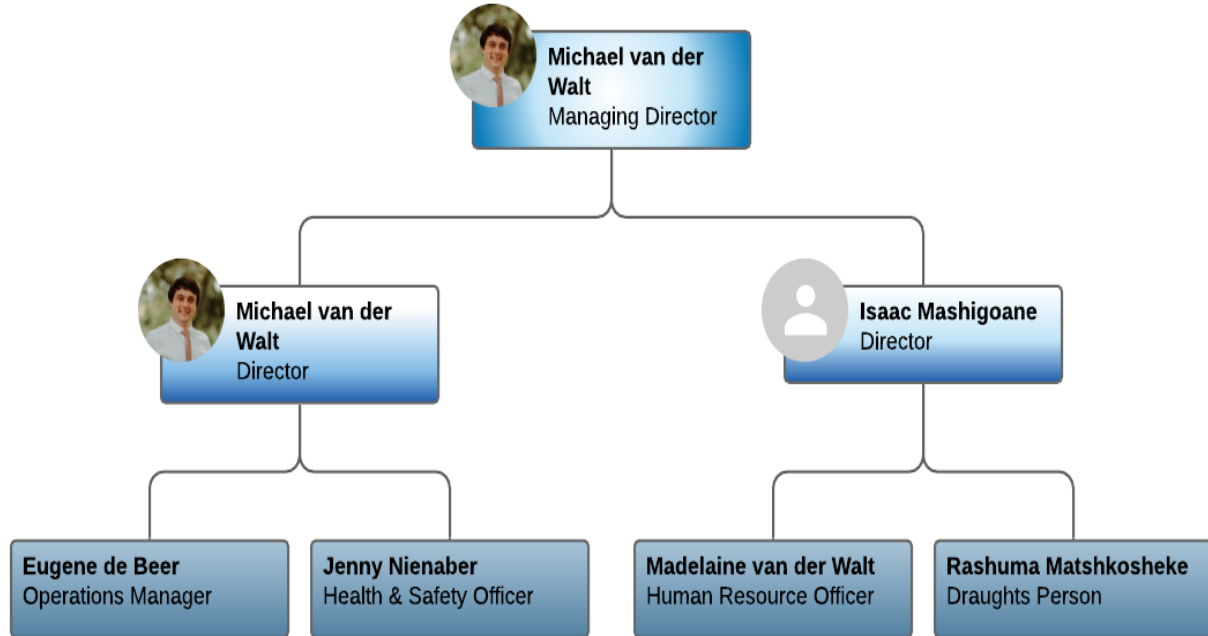 Michael van der
Walt
Managing Director
Michael van der
Walt
Director
Isaac Mashigoane
Director
Eugene de Beer
Operations Manager
Jenny Nienaber
Health & Safety Officer
Madelaine van der Walt
Human Resource Officer
Rashuma Matshkosheke
Draughts Person